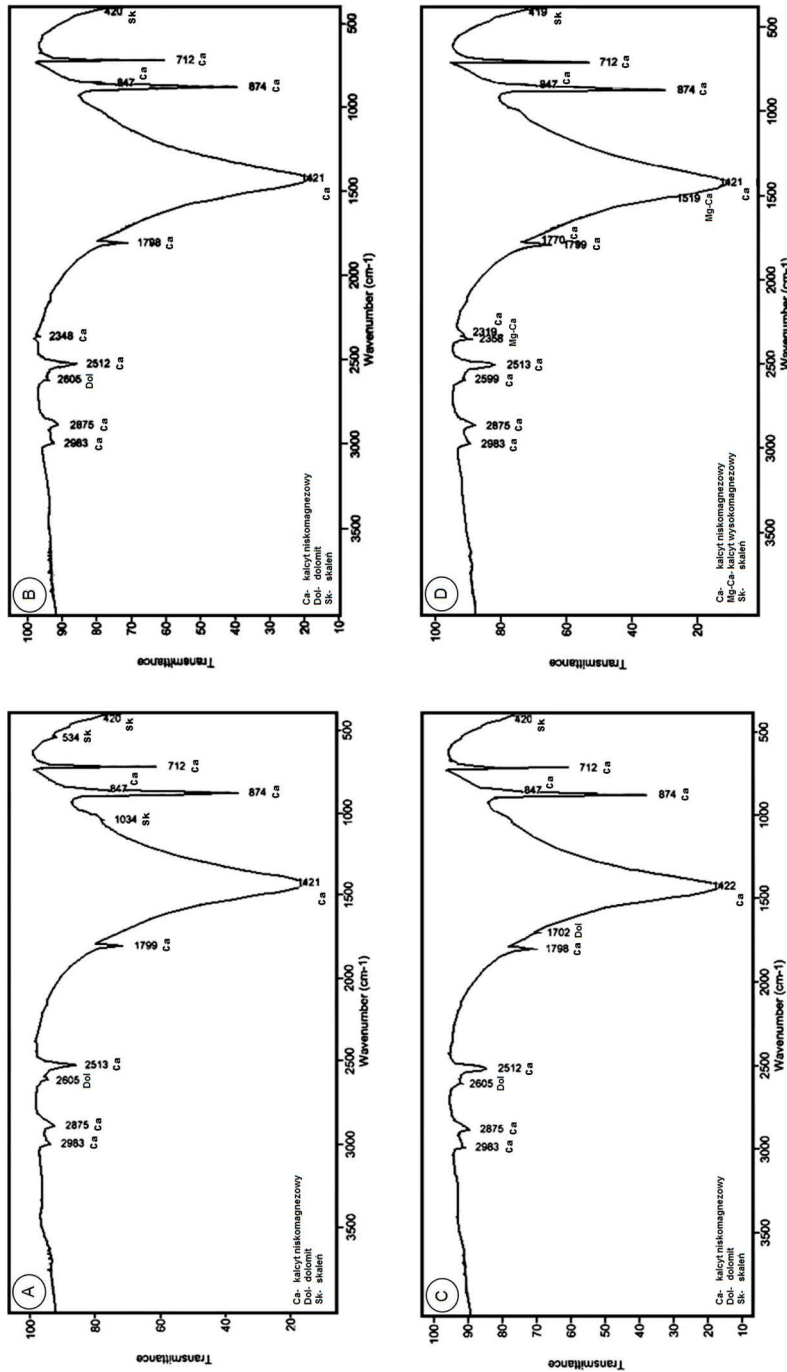 A
Transmittance
100
90
80
70
60
50
40
30
20
2983 Ca
2875 Ca
2605 Dol
2513 Ca
1799 Ca
1421 Ca
1034 Sk
874 Ca
847 Ca
712 Ca
534 Sk
420 Sk
3500
3000
2500
2000
1500
1000
500
Wavenumber (cm-1)
Ca- kalcyt niskomagnezowy
Dol- dolomit
Sk- skaleń
B
Transmittance
100
90
80
70
60
50
40
30
20
10
2983 Ca
2875 Ca
2605 Dol
2512 Ca
2348 Ca
1798 Ca
1421 Ca
874 Ca
847 Ca
712 Ca
420 Sk
3500
3000
2500
2000
1500
1000
500
Wavenumber (cm-1)
Ca- kalcyt niskomagnezowy
Dol- dolomit
Sk- skaleń
C
Transmittance
100
90
80
70
60
50
40
30
20
10
2983 Ca
2875 Ca
2605 Dol
2512 Ca
1798 Ca
1702 Dol
1422 Ca
874 Ca
847 Ca
712 Ca
420 Sk
3500
3000
2500
2000
1500
1000
500
Wavenumber (cm-1)
Ca- kalcyt niskomagnezowy
Dol- dolomit
Sk- skaleń
D
Transmittance
100
80
60
40
20
2983 Ca
2875 Ca
2599 Ca
2513 Ca
2358 Mg-Ca
2319 Ca
1799 Ca
1770 Ca
1519 Mg-Ca
1421 Ca
874 Ca
847 Ca
712 Ca
419 Sk
3500
3000
2500
2000
1500
1000
500
Wavenumber (cm-1)
Ca- kalcyt niskomagnezowy
Mg-Ca- kalcyt wysokomagnezowy
Sk- skaleń